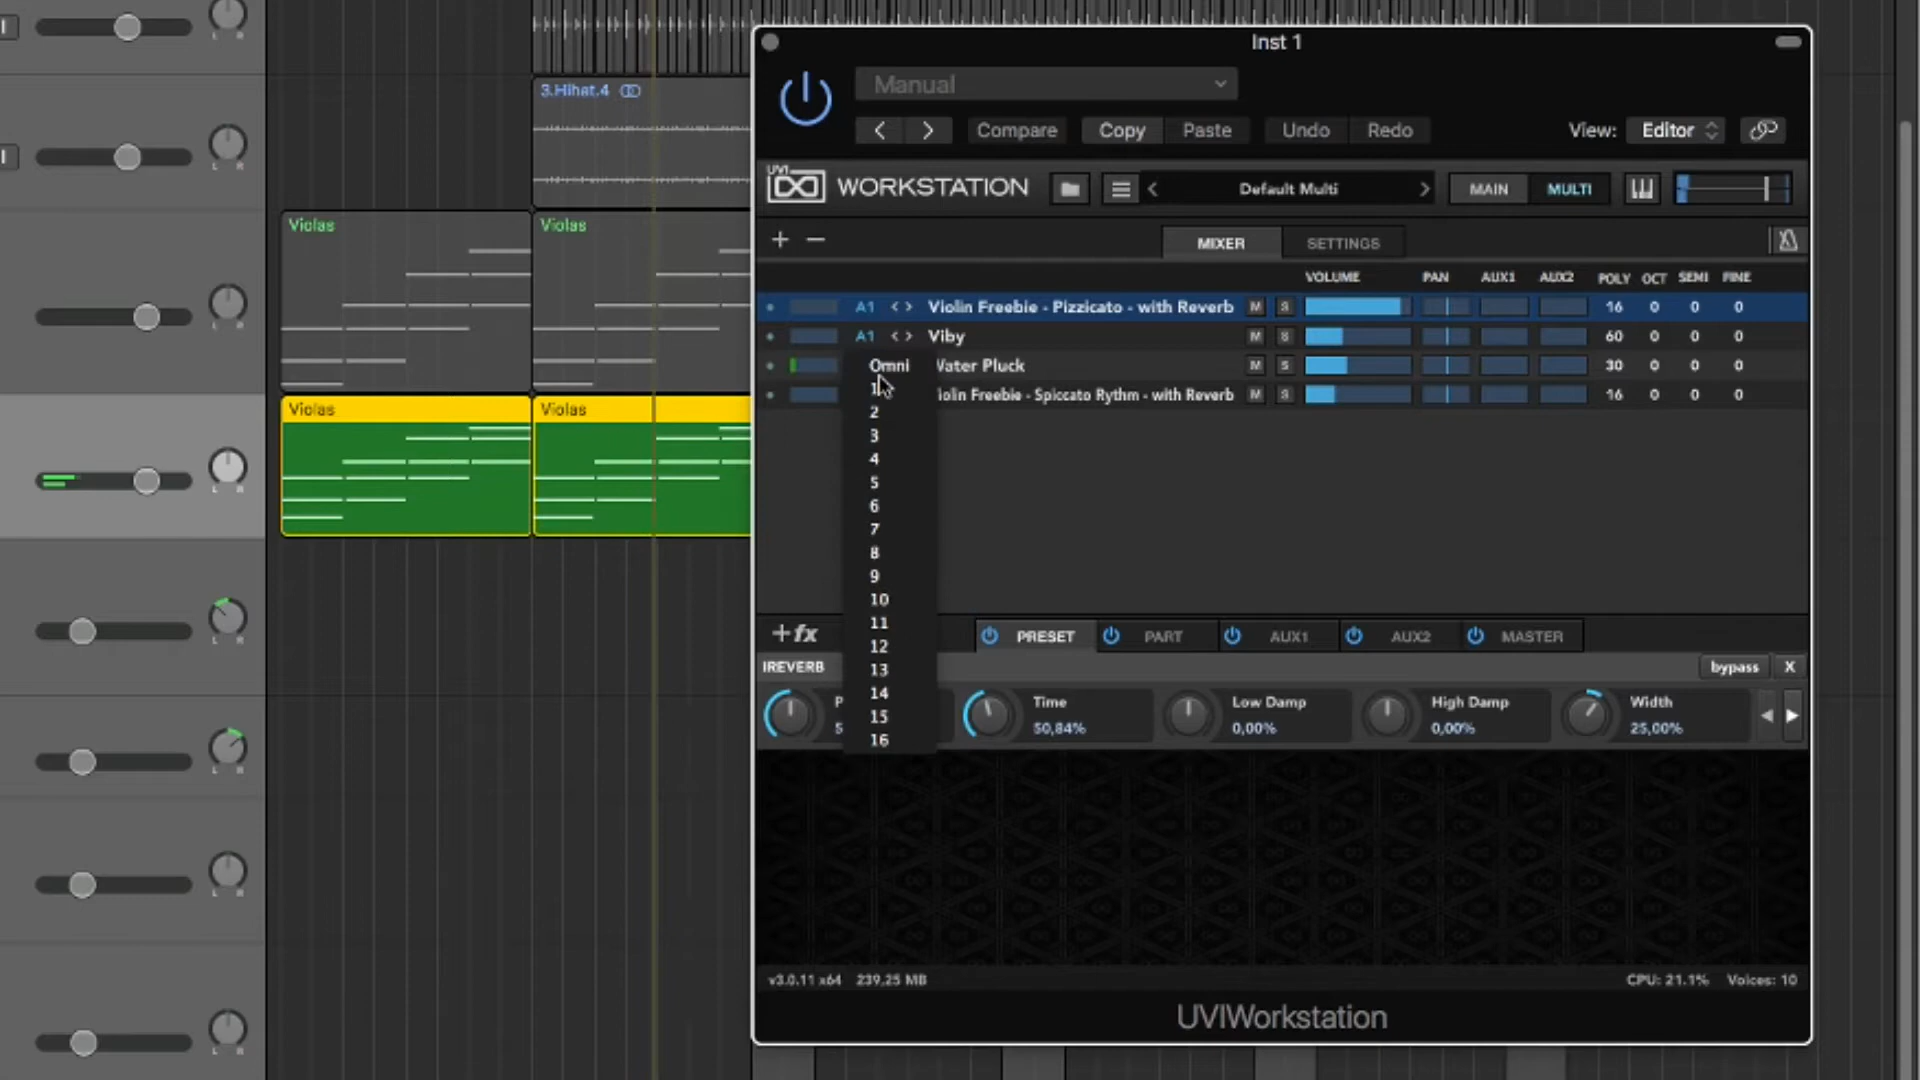 Inst 1
Manual
Compare Copy Paste Undo Redo View: Editor
UVI WORKSTATION Default Multi MAIN MULTI
+ − MIXER SETTINGS
VOLUME PAN AUX1 AUX2 POLY OCT SEMI FINE
A1 < > Violin Freebie - Pizzicato - with Reverb M S 16 0 0 0
A1 < > Viby M S 60 0 0 0
Omni Water Pluck M S 30 0 0 0
1 iolin Freebie - Spiccato Rythm - with Reverb M S 16 0 0 0
2
3
4
5
6
7
8
9
10
11
12
13
14
15
16
+fx PRESET PART AUX1 AUX2 MASTER
IREVERB bypass X
P Time Low Damp High Damp Width
5 50,84% 0,00% 0,00% 25,00%
v3.0.11 x64 239,25 MB CPU: 21.1% Voices: 10
UVIWorkstation
3.Hihat.4
Violas Violas
Violas Violas
L R
L R
L R
L R
L R
L R
L R
L R